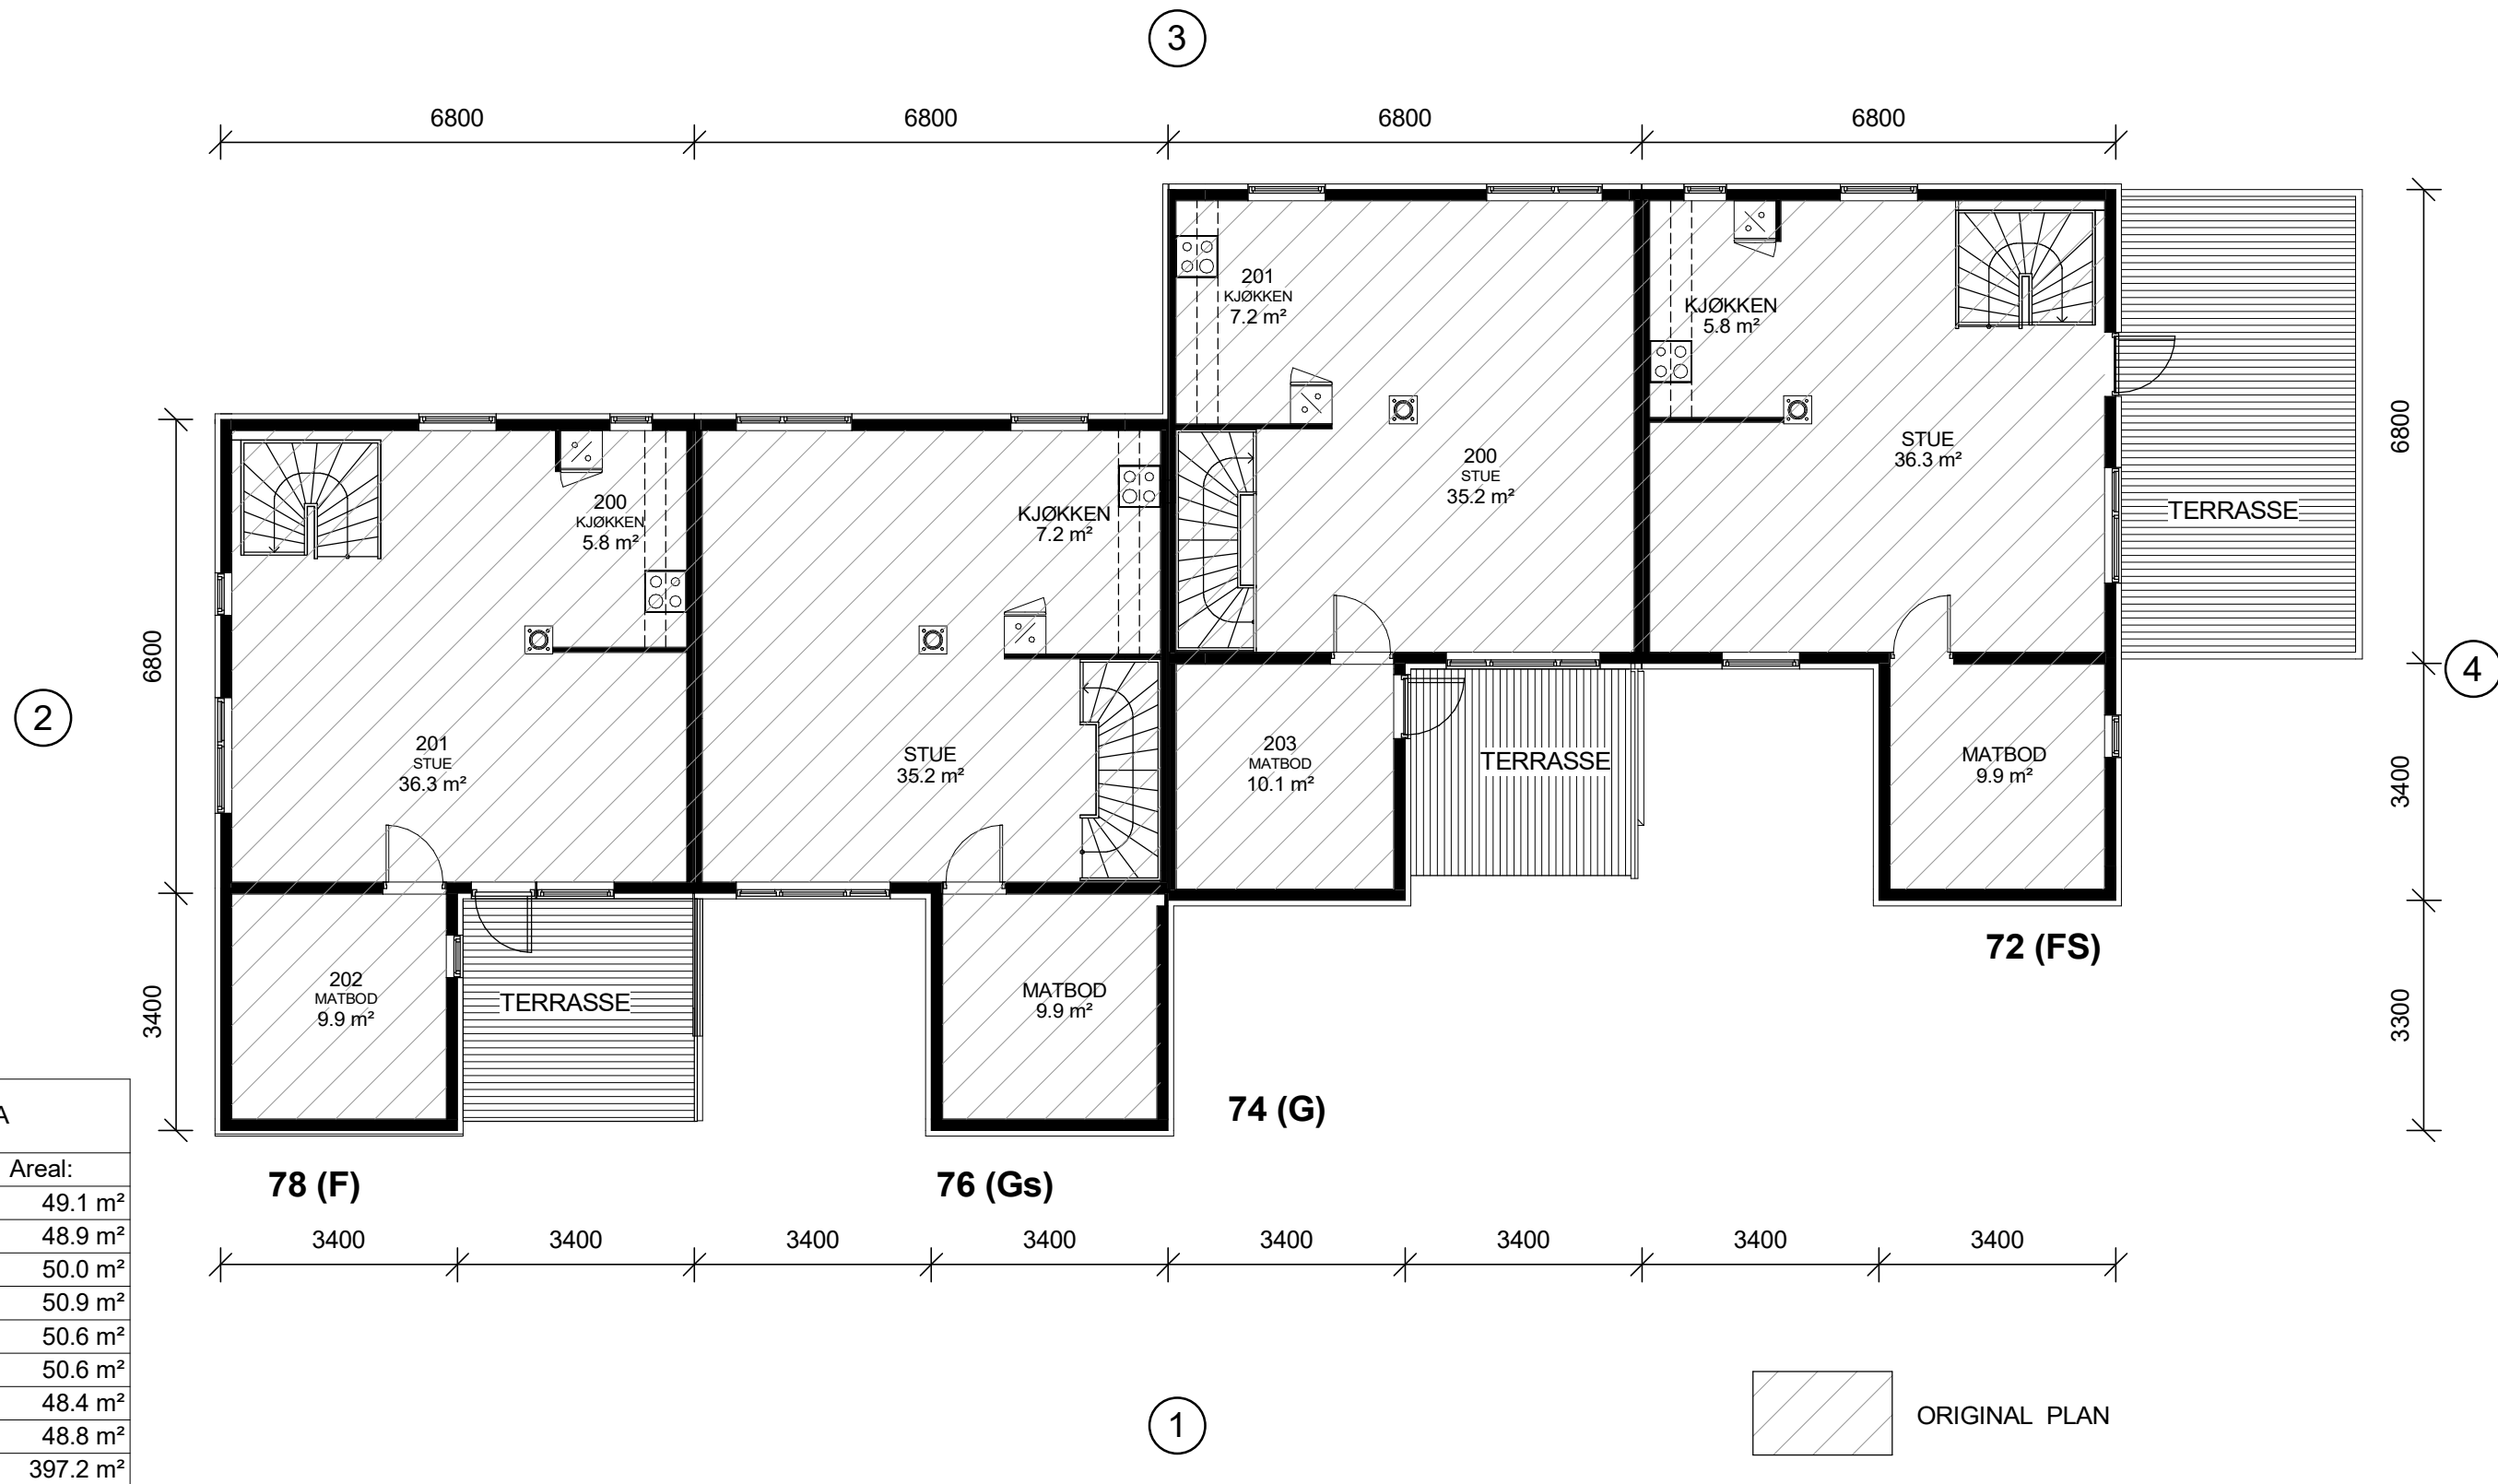 3
6800
6800
6800
6800
201
KJØKKEN
7.2 m²
KJØKKEN
5.8 m²
200
STUE
35.2 m²
STUE
36.3 m²
TERRASSE
6800
200
KJØKKEN
5.8 m²
KJØKKEN
7.2 m²
6800
2
4
201
STUE
36.3 m²
STUE
35.2 m²
203
MATBOD
10.1 m²
TERRASSE
MATBOD
9.9 m²
3400
202
MATBOD
9.9 m²
TERRASSE
MATBOD
9.9 m²
3400
72 (FS)
3300
74 (G)
78 (F)
76 (Gs)
A
Areal:
49.1 m²
48.9 m²
50.0 m²
50.9 m²
50.6 m²
50.6 m²
48.4 m²
48.8 m²
397.2 m²
3400
3400
3400
3400
3400
3400
3400
3400
1
ORIGINAL PLAN